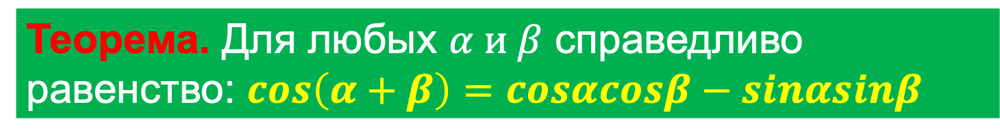 Теорема. Для любых α и β справедливо
равенство: cos(α + β) = cosαcosβ − sinαsinβ